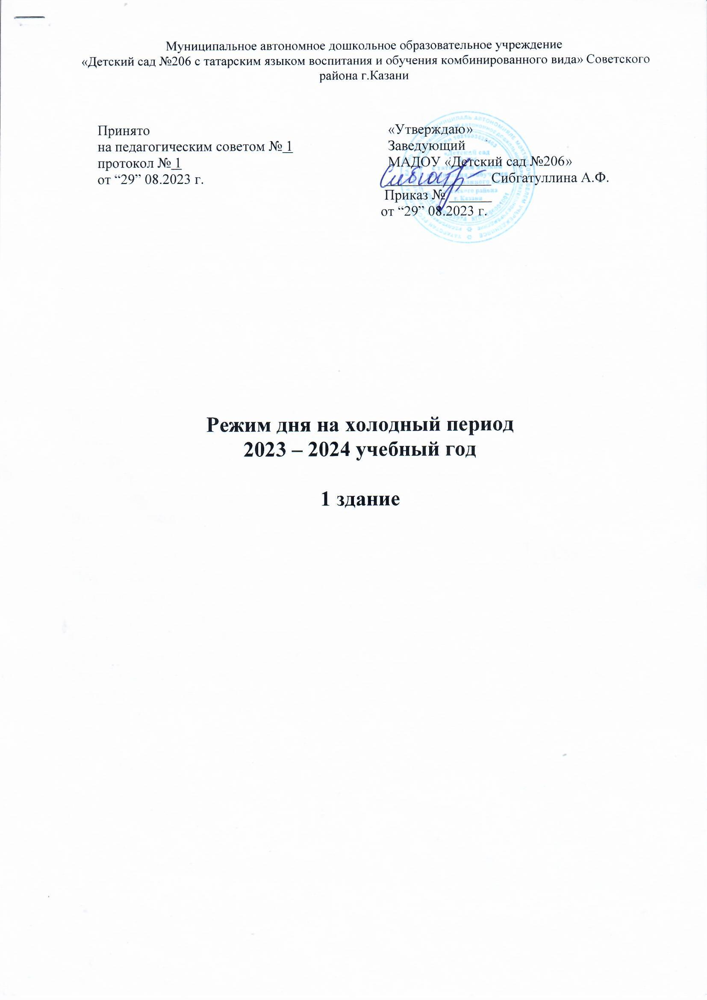 Муниципальное автономное дошкольное образовательное учреждение
«Детский сад №206 с татарским языком воспитания и обучения комбинированного вида» Советского
района г.Казани
Принято
на педагогическим советом № 1
протокол № 1
от “29” 08.2023 г.
«Утверждаю»
Заведующий
МАДОУ «Детский сад №206»
Сибгатуллина А.Ф.
Приказ № ______
от “29” 08.2023 г.
Режим дня на холодный период
2023 – 2024 учебный год
1 здание